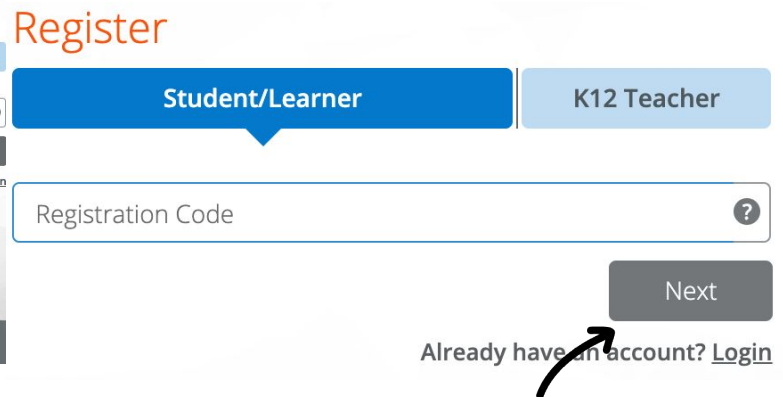 Register
Student/Learner K12 Teacher
Registration Code ?
Next
Already have an account? Login